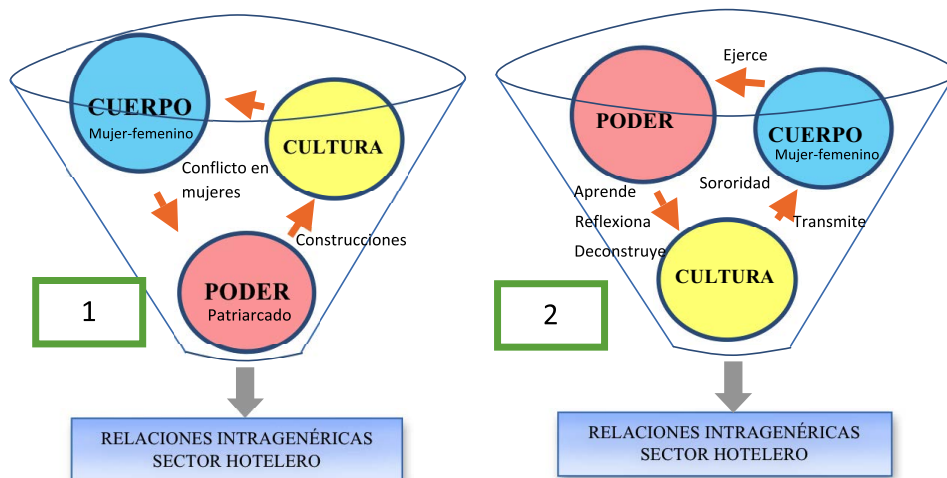 CUERPO
Mujer-femenino
CULTURA
Conflicto en
mujeres
Construcciones
PODER
Patriarcado
1
RELACIONES INTRAGENÉRICAS
SECTOR HOTELERO
Ejerce
PODER
CUERPO
Mujer-femenino
Aprende
Sororidad
Reflexiona
Transmite
Deconstruye
CULTURA
2
RELACIONES INTRAGENÉRICAS
SECTOR HOTELERO